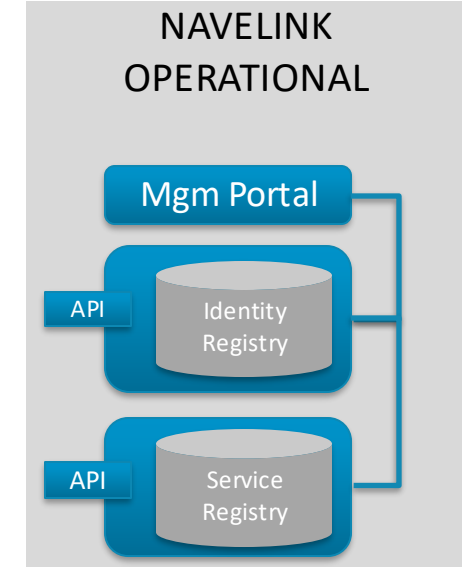 NAVELINK
OPERATIONAL
Mgm Portal
API
Identity
Registry
API
Service
Registry